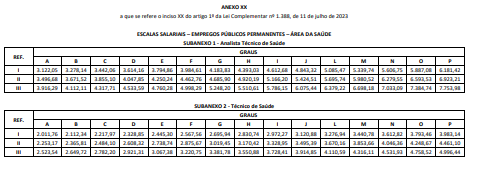 ANEXO XX
a que se refere o inciso XX do artigo 1º da Lei Complementar nº 1.388, de 11 de julho de 2023
ESCALAS SALARIAIS – EMPREGOS PÚBLICOS PERMANENTES – ÁREA DA SAÚDE
SUBANEXO 1 - Analista Técnico de Saúde
REF. GRAUS
A B C D E F G H I J L M N O P
I 3.122,05 3.278,14 3.442,06 3.614,16 3.794,86 3.984,61 4.183,83 4.393,03 4.612,68 4.843,32 5.085,47 5.339,74 5.606,75 5.887,08 6.181,42
II 3.496,68 3.671,52 3.855,10 4.047,85 4.250,24 4.462,76 4.685,90 4.920,19 5.166,20 5.424,51 5.695,74 5.980,52 6.279,55 6.593,53 6.923,21
III 3.916,29 4.112,11 4.317,71 4.533,59 4.760,28 4.998,29 5.248,20 5.510,61 5.786,15 6.075,44 6.379,22 6.698,18 7.033,09 7.384,74 7.753,98
SUBANEXO 2 - Técnico de Saúde
REF. GRAUS
A B C D E F G H I J L M N O P
I 2.011,76 2.112,34 2.217,97 2.328,85 2.445,30 2.567,56 2.695,94 2.830,74 2.972,27 3.120,88 3.276,94 3.440,78 3.612,82 3.793,46 3.983,14
II 2.253,17 2.365,81 2.484,10 2.608,32 2.738,74 2.875,67 3.019,45 3.170,42 3.328,95 3.495,39 3.670,16 3.853,66 4.046,36 4.248,67 4.461,10
III 2.523,54 2.649,72 2.782,20 2.921,31 3.067,38 3.220,75 3.381,78 3.550,88 3.728,41 3.914,85 4.110,59 4.316,11 4.531,93 4.758,52 4.996,44